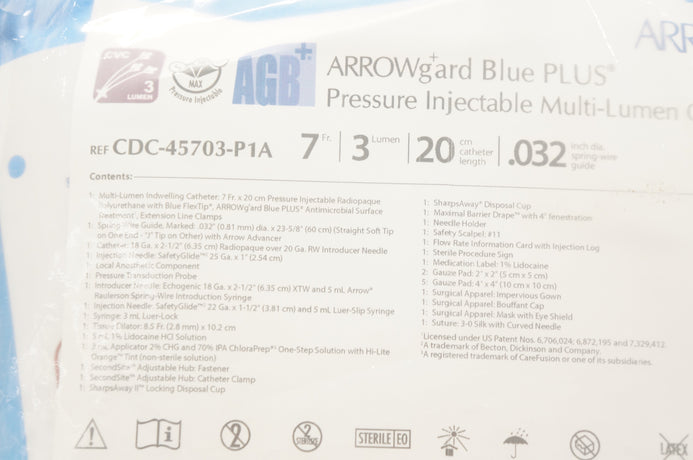 ARR
CVC
3
LUMEN
MAX
Pressure Injectable
AGB+
ARROWg+ard Blue PLUS®
Pressure Injectable Multi-Lumen
REF CDC-45703-P1A
7 Fr.
3 Lumen
20 cm catheter length
.032 inch dia. spring-wire guide
Contents:
1: Multi-Lumen Indwelling Catheter: 7 Fr. x 20 cm Pressure Injectable Radiopaque
Polyurethane with Blue FlexTip®, ARROWg+ard Blue PLUS® Antimicrobial Surface
Treatment¹, Extension Line Clamps
1: Spring-Wire Guide, Marked: .032" (0.81 mm) dia. x 23-5/8" (60 cm) (Straight Soft Tip
on One End - "J" Tip on Other) with Arrow Advancer
1: Catheter: 18 Ga. x 2-1/2" (6.35 cm) Radiopaque over 20 Ga. RW Introducer Needle
1: Injection Needle: SafetyGlide™² 25 Ga. x 1" (2.54 cm)
1: Local Anesthetic Component
1: Pressure Transduction Probe
1: Introducer Needle: Echogenic 18 Ga. x 2-1/2" (6.35 cm) XTW and 5 mL Arrow®
Raulerson Spring-Wire Introduction Syringe
1: Injection Needle: SafetyGlide™² 22 Ga. x 1-1/2" (3.81 cm) and 5 mL Luer-Slip Syringe
1: Syringe: 3 mL Luer-Lock
1: Tissue Dilator: 8.5 Fr. (2.8 mm) x 10.2 cm
1: 5 mL 1% Lidocaine HCl Solution
1: 3 mL Applicator 2% CHG and 70% IPA ChloraPrep®³ One-Step Solution with Hi-Lite
Orange™ Tint (non-sterile solution)
1: SecondSite™ Adjustable Hub: Fastener
1: SecondSite™ Adjustable Hub: Catheter Clamp
1: SharpsAway II™ Locking Disposal Cup
1: SharpsAway® Disposal Cup
1: Maximal Barrier Drape™ with 4" fenestration
1: Needle Holder
1: Safety Scalpel: #11
1: Flow Rate Information Card with Injection Log
1: Sterile Procedure Sign
1: Medication Label: 1% Lidocaine
2: Gauze Pad: 2" x 2" (5 cm x 5 cm)
5: Gauze Pad: 4" x 4" (10 cm x 10 cm)
1: Surgical Apparel: Impervious Gown
1: Surgical Apparel: Bouffant Cap
1: Surgical Apparel: Mask with Eye Shield
1: Suture: 3-0 Silk with Curved Needle
¹Licensed under US Patent Nos. 6,706,024; 6,872,195 and 7,329,412.
²A trademark of Becton, Dickinson and Company.
³A registered trademark of CareFusion or one of its subsidiaries.
2
2
STERILIZE
STERILE EO
LATEX